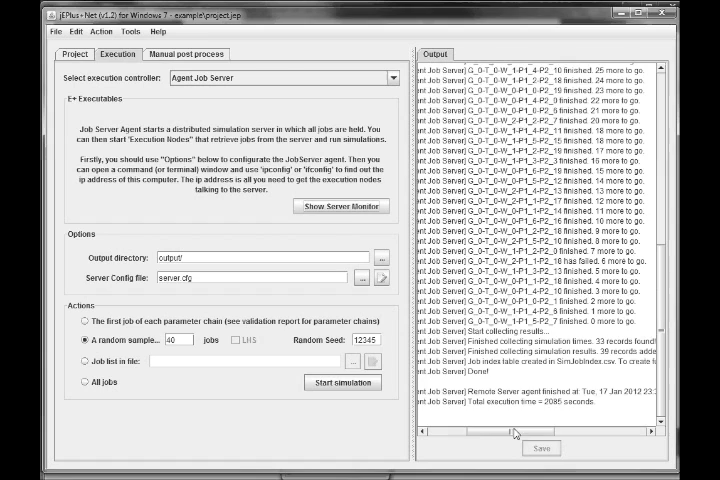 jEPlus+Net (v1.2) for Windows 7 - example\project.jep
File Edit Action Tools Help
Project Execution Manual post process
Select execution controller: Agent Job Server
E+ Executables
Job Server Agent starts a distributed simulation server in which all jobs are held. You
can then start 'Execution Nodes" that retrieve jobs from the server and run simulations.
Firstly, you should use "Options" below to configurate the JobServer agent. Then you
can open a command (or terminal) window and use 'ipconfig' or 'ifconfig' to find out the
ip address of this computer. The ip address is all you need to get the execution nodes
talking to the server.
Show Server Monitor
Options
Output directory: output/ ...
Server Config file: server.cfg ...
Actions
The first job of each parameter chain (see validation report for parameter chains)
A random sample... 40 jobs LHS Random Seed: 12345
Job list in file: ...
All jobs Start simulation
Output
ent Job Server] G_0-T_0-W_1-P1_4-P2_10 finished. 25 more to go.
ent Job Server] G_0-T_0-W_1-P1_2-P2_18 finished. 24 more to go.
ent Job Server] G_0-T_0-W_0-P1_4-P2_19 finished. 23 more to go.
ent Job Server] G_0-T_0-W_1-P1_4-P2_0 finished. 22 more to go.
ent Job Server] G_0-T_0-W_0-P1_4-P2_6 finished. 21 more to go.
ent Job Server] G_0-T_0-W_2-P1_2-P2_7 finished. 20 more to go.
ent Job Server] G_0-T_0-W_2-P1_4-P2_11 finished. 18 more to go.
ent Job Server] G_0-T_0-W_1-P1_5-P2_15 finished. 18 more to go.
ent Job Server] G_0-T_0-W_2-P1_2-P2_19 finished. 17 more to go.
ent Job Server] G_0-T_0-W_1-P1_3-P2_3 finished. 16 more to go.
ent Job Server] G_0-T_0-W_0-P1_6-P2_19 finished. 15 more to go.
ent Job Server] G_0-T_0-W_1-P1_4-P2_13 finished. 14 more to go.
ent Job Server] G_0-T_0-W_0-P1_5-P2_14 finished. 13 more to go.
ent Job Server] G_0-T_0-W_2-P1_1-P2_17 finished. 12 more to go.
ent Job Server] G_0-T_0-W_1-P1_2-P2_14 finished. 11 more to go.
ent Job Server] G_0-T_0-W_0-P1_6-P2_16 finished. 10 more to go.
ent Job Server] G_0-T_0-W_0-P1_2-P2_18 finished. 9 more to go.
ent Job Server] G_0-T_0-W_2-P1_5-P2_10 finished. 8 more to go.
ent Job Server] G_0-T_0-W_1-P1_2-P2_0 finished. 7 more to go.
ent Job Server] G_0-T_0-W_2-P1_1-P2_18 has failed. 6 more to go.
ent Job Server] G_0-T_0-W_2-P1_3-P2_13 finished. 5 more to go.
ent Job Server] G_0-T_0-W_0-P1_1-P2_18 finished. 4 more to go.
ent Job Server] G_0-T_0-W_0-P1_4-P2_10 finished. 3 more to go.
ent Job Server] G_0-T_0-W_0-P1_0-P2_1 finished. 2 more to go.
ent Job Server] G_0-T_0-W_2-P1_4-P2_6 finished. 1 more to go.
ent Job Server] G_0-T_0-W_1-P1_5-P2_7 finished. 0 more to go.
ent Job Server] Start collecting results...
ent Job Server] Finished collecting simulation times. 33 records found!
ent Job Server] Finished collecting simulation results. 39 records adde
ent Job Server] Job index table created in SimJobIndex.csv. To create f
ent Job Server] Done!
ent Job Server] Remote Server agent finished at: Tue, 17 Jan 2012 23:
ent Job Server] Total execution time = 2085 seconds.
Save